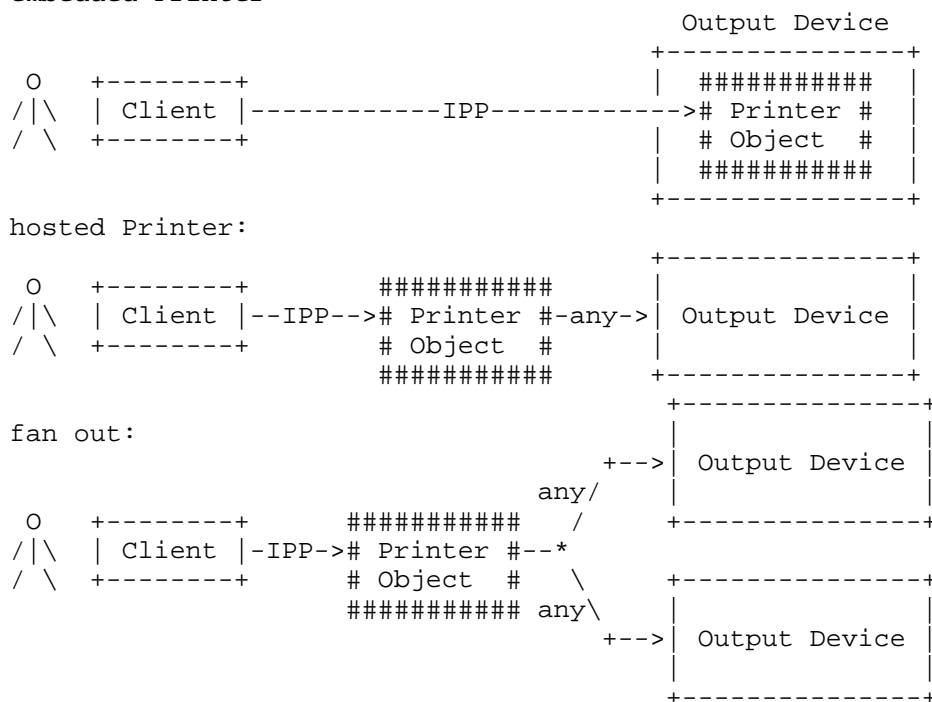 embedded Printer
                                            Output Device
                                          +---------------+
 O   +--------+                           |  ###########  |
/|\  | Client |------------IPP------------># Printer #  |
/ \  +--------+                           |  # Object  #  |
                                          |  ###########  |
                                          +---------------+
hosted Printer:
                                          +---------------+
 O   +--------+        ###########        |               |
/|\  | Client |--IPP--># Printer #-any->| Output Device |
/ \  +--------+        # Object  #        |               |
                       ###########        +---------------+
                                           +---------------+
fan out:                                   |               |
                                       +-->| Output Device |
                                   any/    |               |
 O   +--------+      ###########     /     +---------------+
/|\  | Client |-IPP-># Printer #--*
/ \  +--------+      # Object  #     \     +---------------+
                     ########### any\    |               |
                                       +-->| Output Device |
                                           |               |
                                           +---------------+